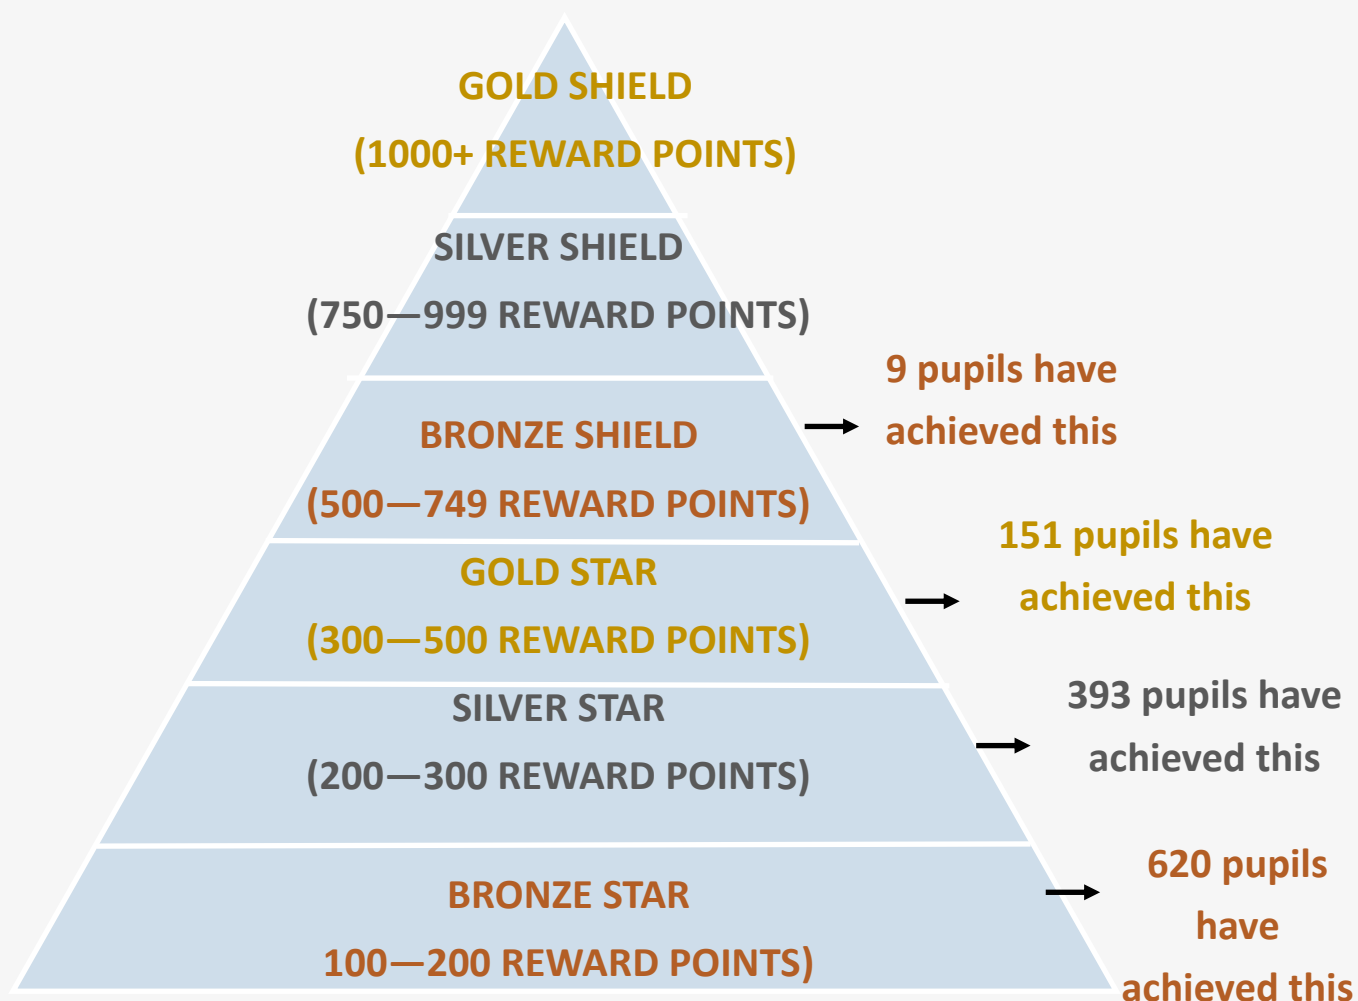 GOLD SHIELD
(1000+ REWARD POINTS)
SILVER SHIELD
(750—999 REWARD POINTS)
9 pupils have
achieved this
BRONZE SHIELD
(500—749 REWARD POINTS)
151 pupils have
achieved this
GOLD STAR
(300—500 REWARD POINTS)
393 pupils have
achieved this
SILVER STAR
(200—300 REWARD POINTS)
620 pupils
have
achieved this
BRONZE STAR
100—200 REWARD POINTS)